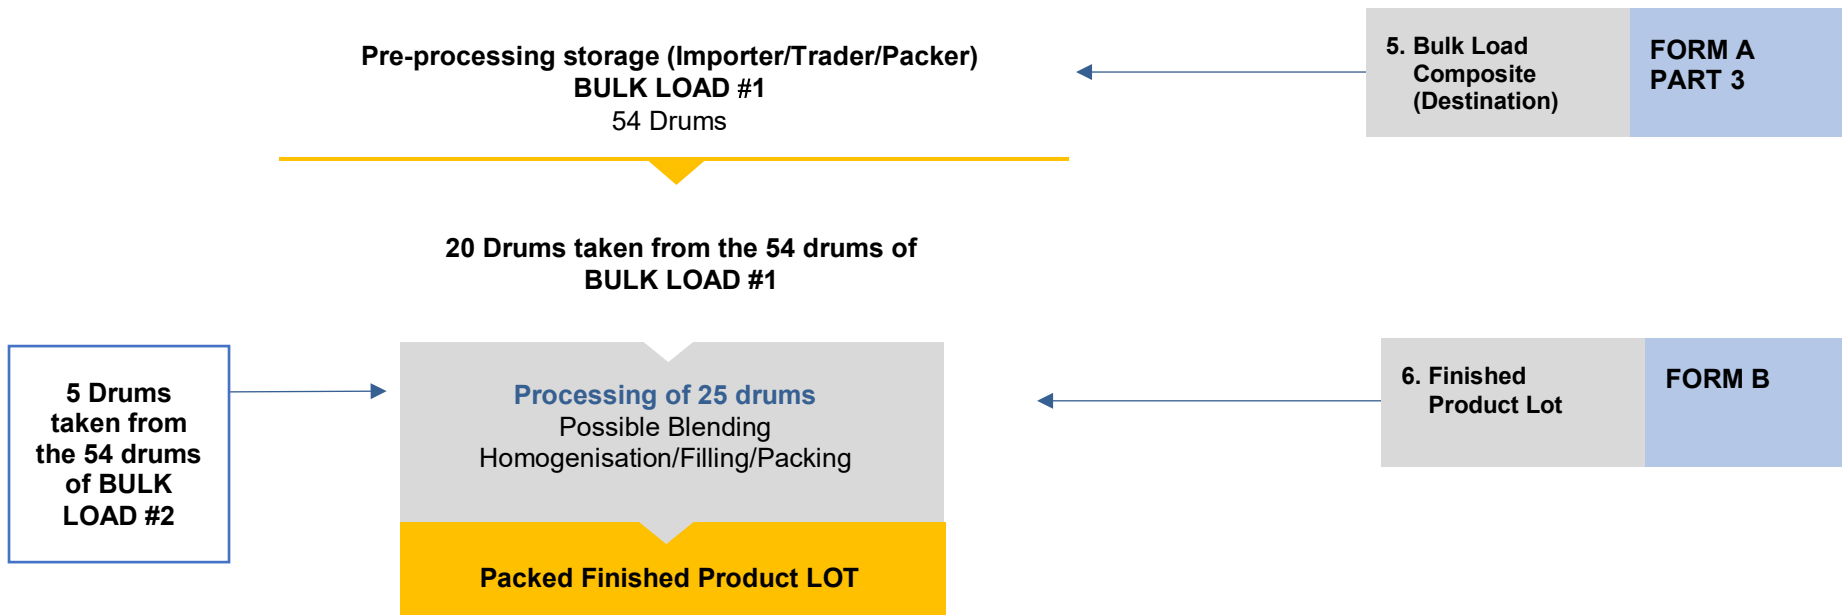 Pre-processing storage (Importer/Trader/Packer)
BULK LOAD #1
54 Drums
5. Bulk Load
Composite
(Destination)
FORM A
PART 3
20 Drums taken from the 54 drums of
BULK LOAD #1
5 Drums
taken from
the 54 drums
of BULK
LOAD #2
Processing of 25 drums
Possible Blending
Homogenisation/Filling/Packing
6. Finished
Product Lot
FORM B
Packed Finished Product LOT